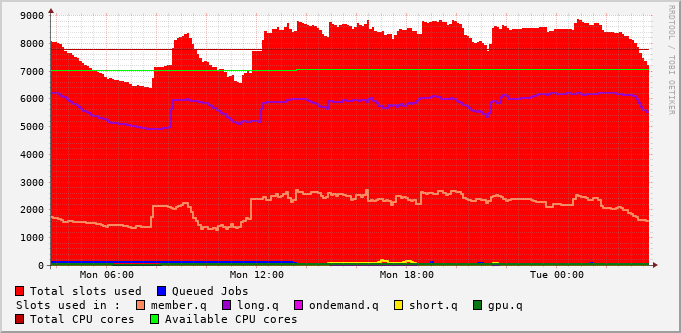 RRDTOOL / TOBI OETIKER
9000
8000
7000
6000
5000
4000
3000
2000
1000
0
Mon 06:00 Mon 12:00 Mon 18:00 Tue 00:00
Total slots used Queued Jobs
Slots used in : member.q long.q ondemand.q short.q gpu.q
Total CPU cores Available CPU cores